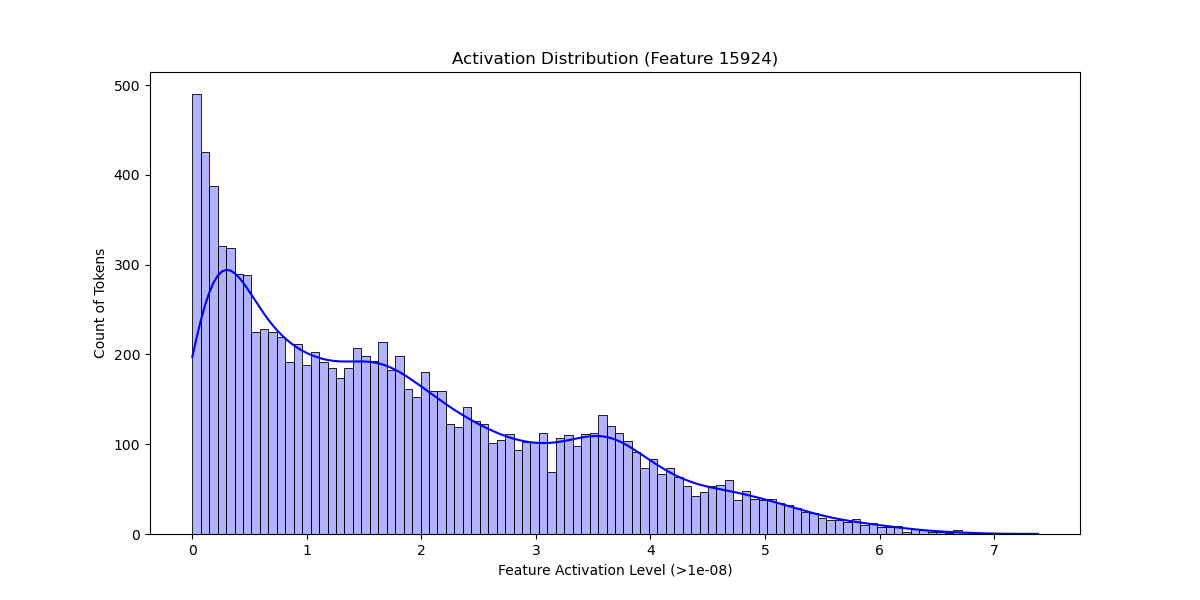 Activation Distribution (Feature 15924)
500
400
300
200
100
0
Count of Tokens
0 1 2 3 4 5 6 7
Feature Activation Level (>1e-08)